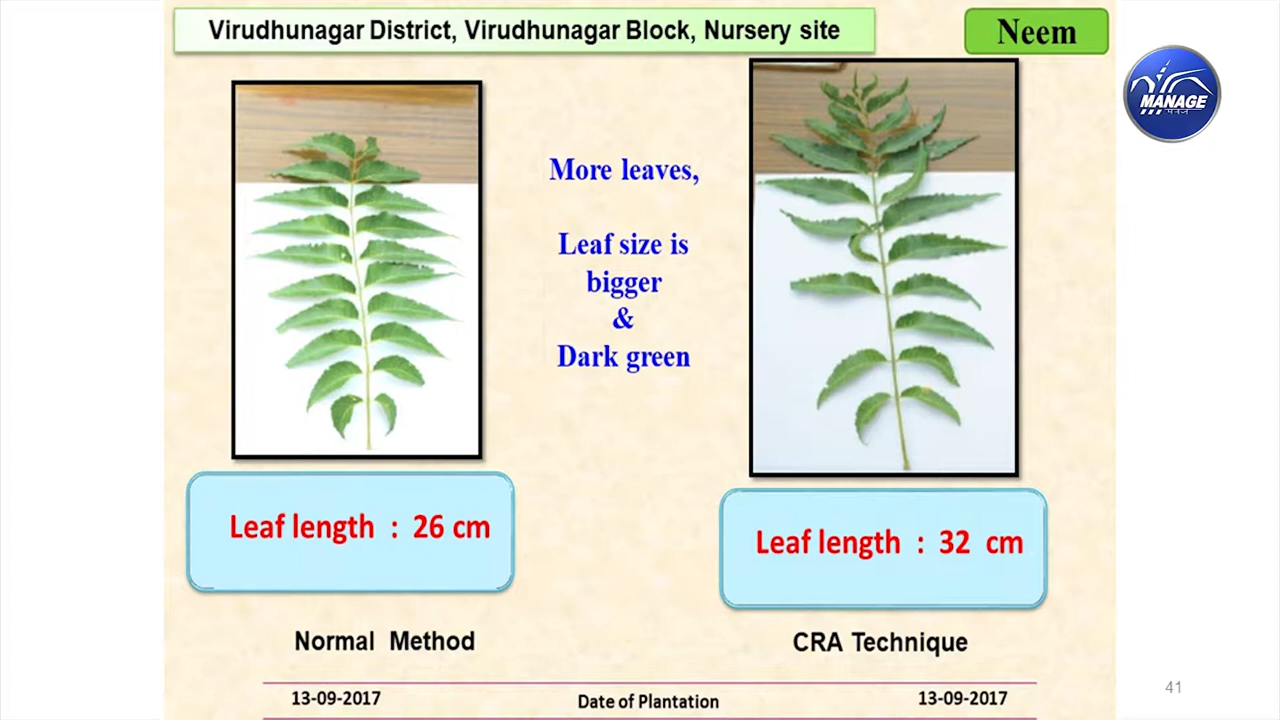 Virudhunagar District, Virudhunagar Block, Nursery site
Neem
MANAGE
मैनेज
More leaves,
Leaf size is
bigger
&
Dark green
Leaf length : 26 cm
Leaf length : 32 cm
Normal Method
CRA Technique
13-09-2017
Date of Plantation
13-09-2017
41